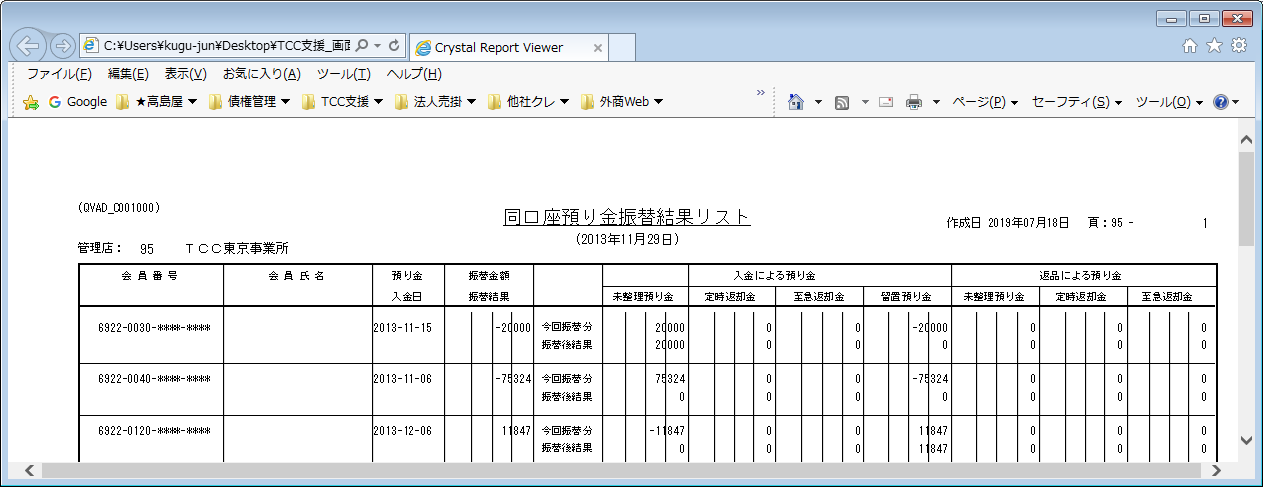 C:¥Users¥kugu-jun¥Desktop¥TCC支援_画面 Crystal Report Viewer
ファイル(F) 編集(E) 表示(V) お気に入り(A) ツール(T) ヘルプ(H)
Google ★高島屋 債権管理 TCC支援 法人売掛 他社クレ 外商Web » ページ(P) セーフティ(S) ツール(O)
(QVAD_C001000)
同口座預り金振替結果リスト
作成日 2019年07月18日 頁：95 - 1
(2013年11月29日)
管理店： 95 ＴＣＣ東京事業所
会員番号 会員氏名 預り金 振替金額 入金による預り金 返品による預り金
入金日 振替結果 未整理預り金 定時返却金 至急返却金 留置預り金 未整理預り金 定時返却金 至急返却金
6922-0030-****-**** 2013-11-15 -20000 今回振替分 20000 0 0 -20000 0 0 0
振替後結果 20000 0 0 0 0 0 0
6922-0040-****-**** 2013-11-06 -75324 今回振替分 75324 0 0 -75324 0 0 0
振替後結果 0 0 0 0 0 0 0
6922-0120-****-**** 2013-12-06 11847 今回振替分 -11847 0 0 11847 0 0 0
振替後結果 0 0 0 11847 0 0 0